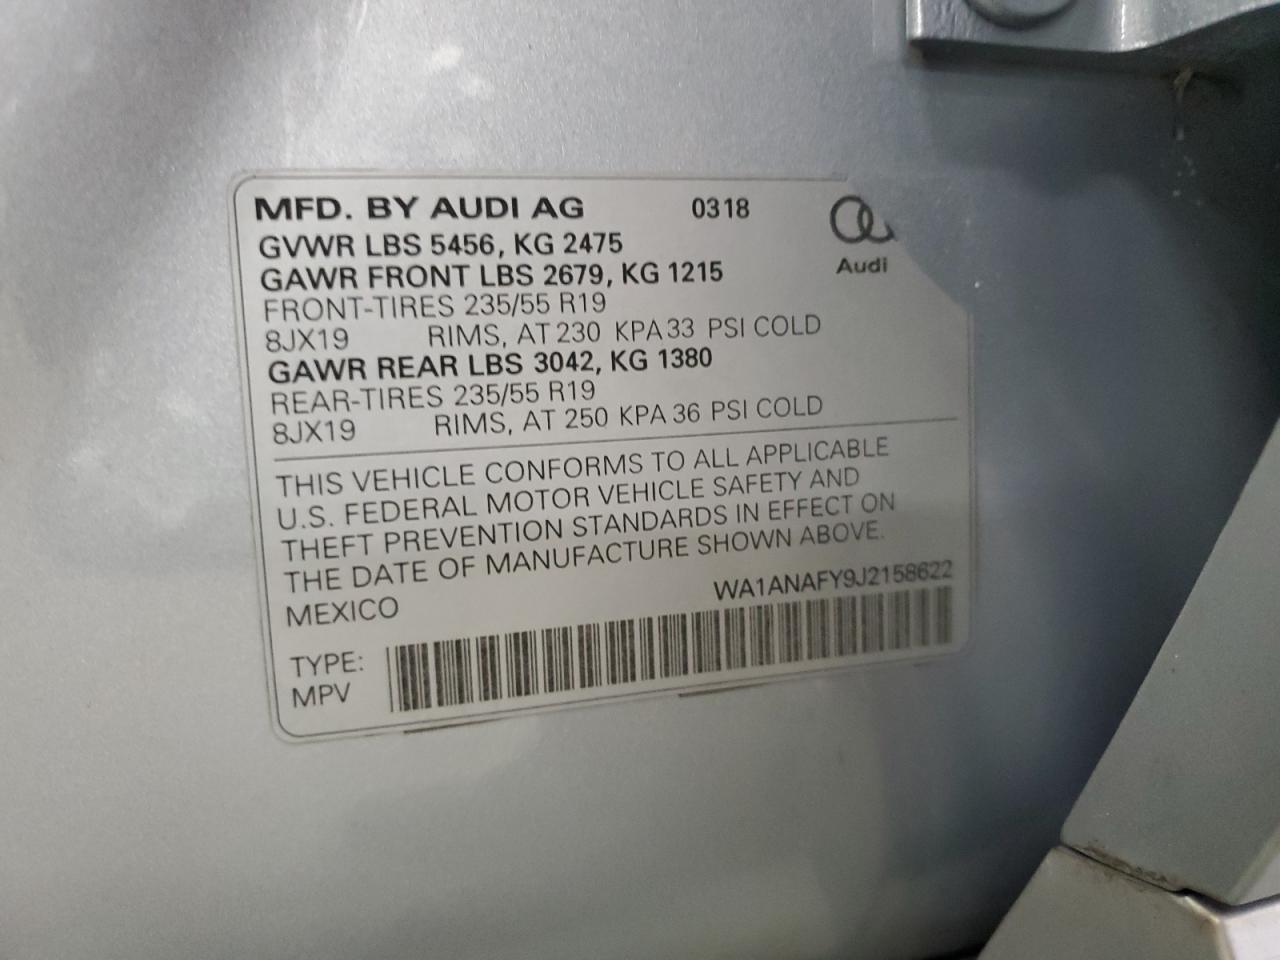 MFD. BY AUDI AG 0318
GVWR LBS 5456, KG 2475
GAWR FRONT LBS 2679, KG 1215
Audi
FRONT-TIRES 235/55 R19
8JX19 RIMS, AT 230 KPA 33 PSI COLD
GAWR REAR LBS 3042, KG 1380
REAR-TIRES 235/55 R19
8JX19 RIMS, AT 250 KPA 36 PSI COLD
THIS VEHICLE CONFORMS TO ALL APPLICABLE
U.S. FEDERAL MOTOR VEHICLE SAFETY AND
THEFT PREVENTION STANDARDS IN EFFECT ON
THE DATE OF MANUFACTURE SHOWN ABOVE.
MEXICO WA1ANAFY9J2158622
TYPE:
MPV